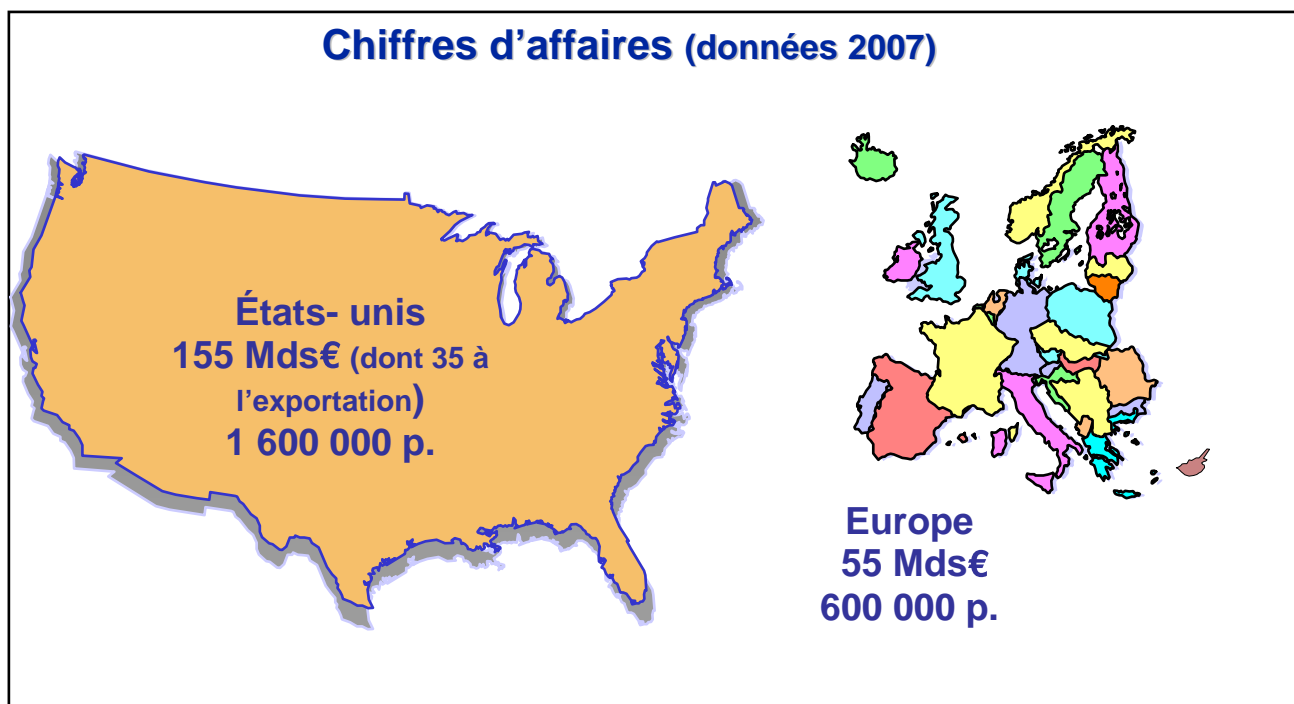 Chiffres d'affaires (données 2007)
États- unis
155 Mds€ (dont 35 à
l'exportation)
1 600 000 p.
Europe
55 Mds€
600 000 p.